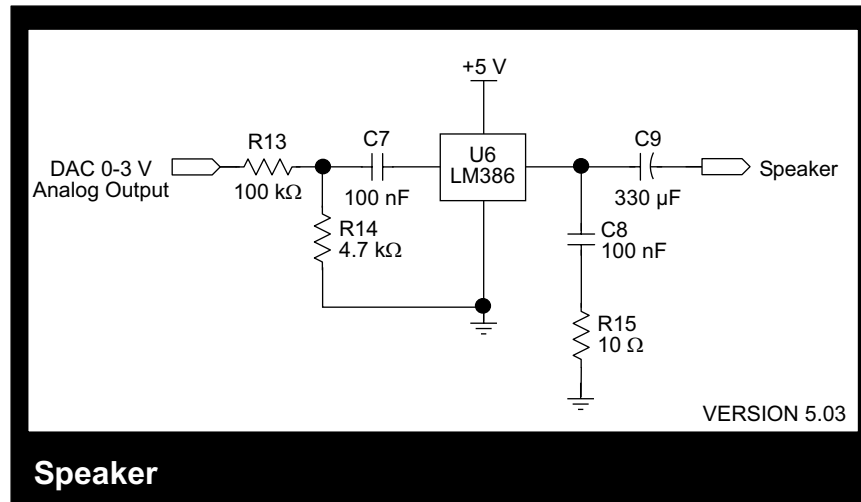 +5 V
R13
C7
C9
DAC 0-3 V
Analog Output
100 kΩ
100 nF
U6
LM386
330 µF
Speaker
R14
4.7 kΩ
C8
100 nF
R15
10 Ω
VERSION 5.03
Speaker